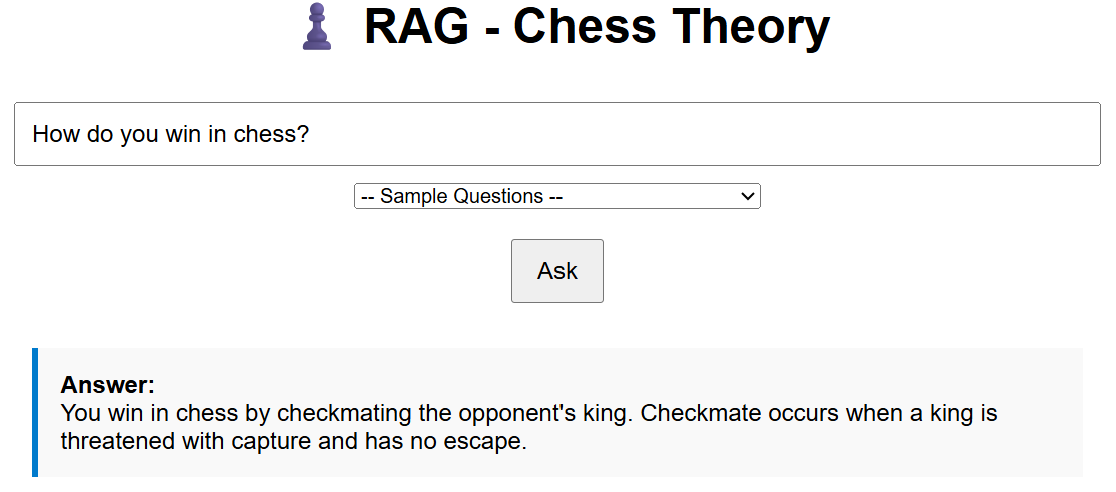 RAG - Chess Theory
How do you win in chess?
-- Sample Questions --
Ask
Answer:
You win in chess by checkmating the opponent's king. Checkmate occurs when a king is
threatened with capture and has no escape.